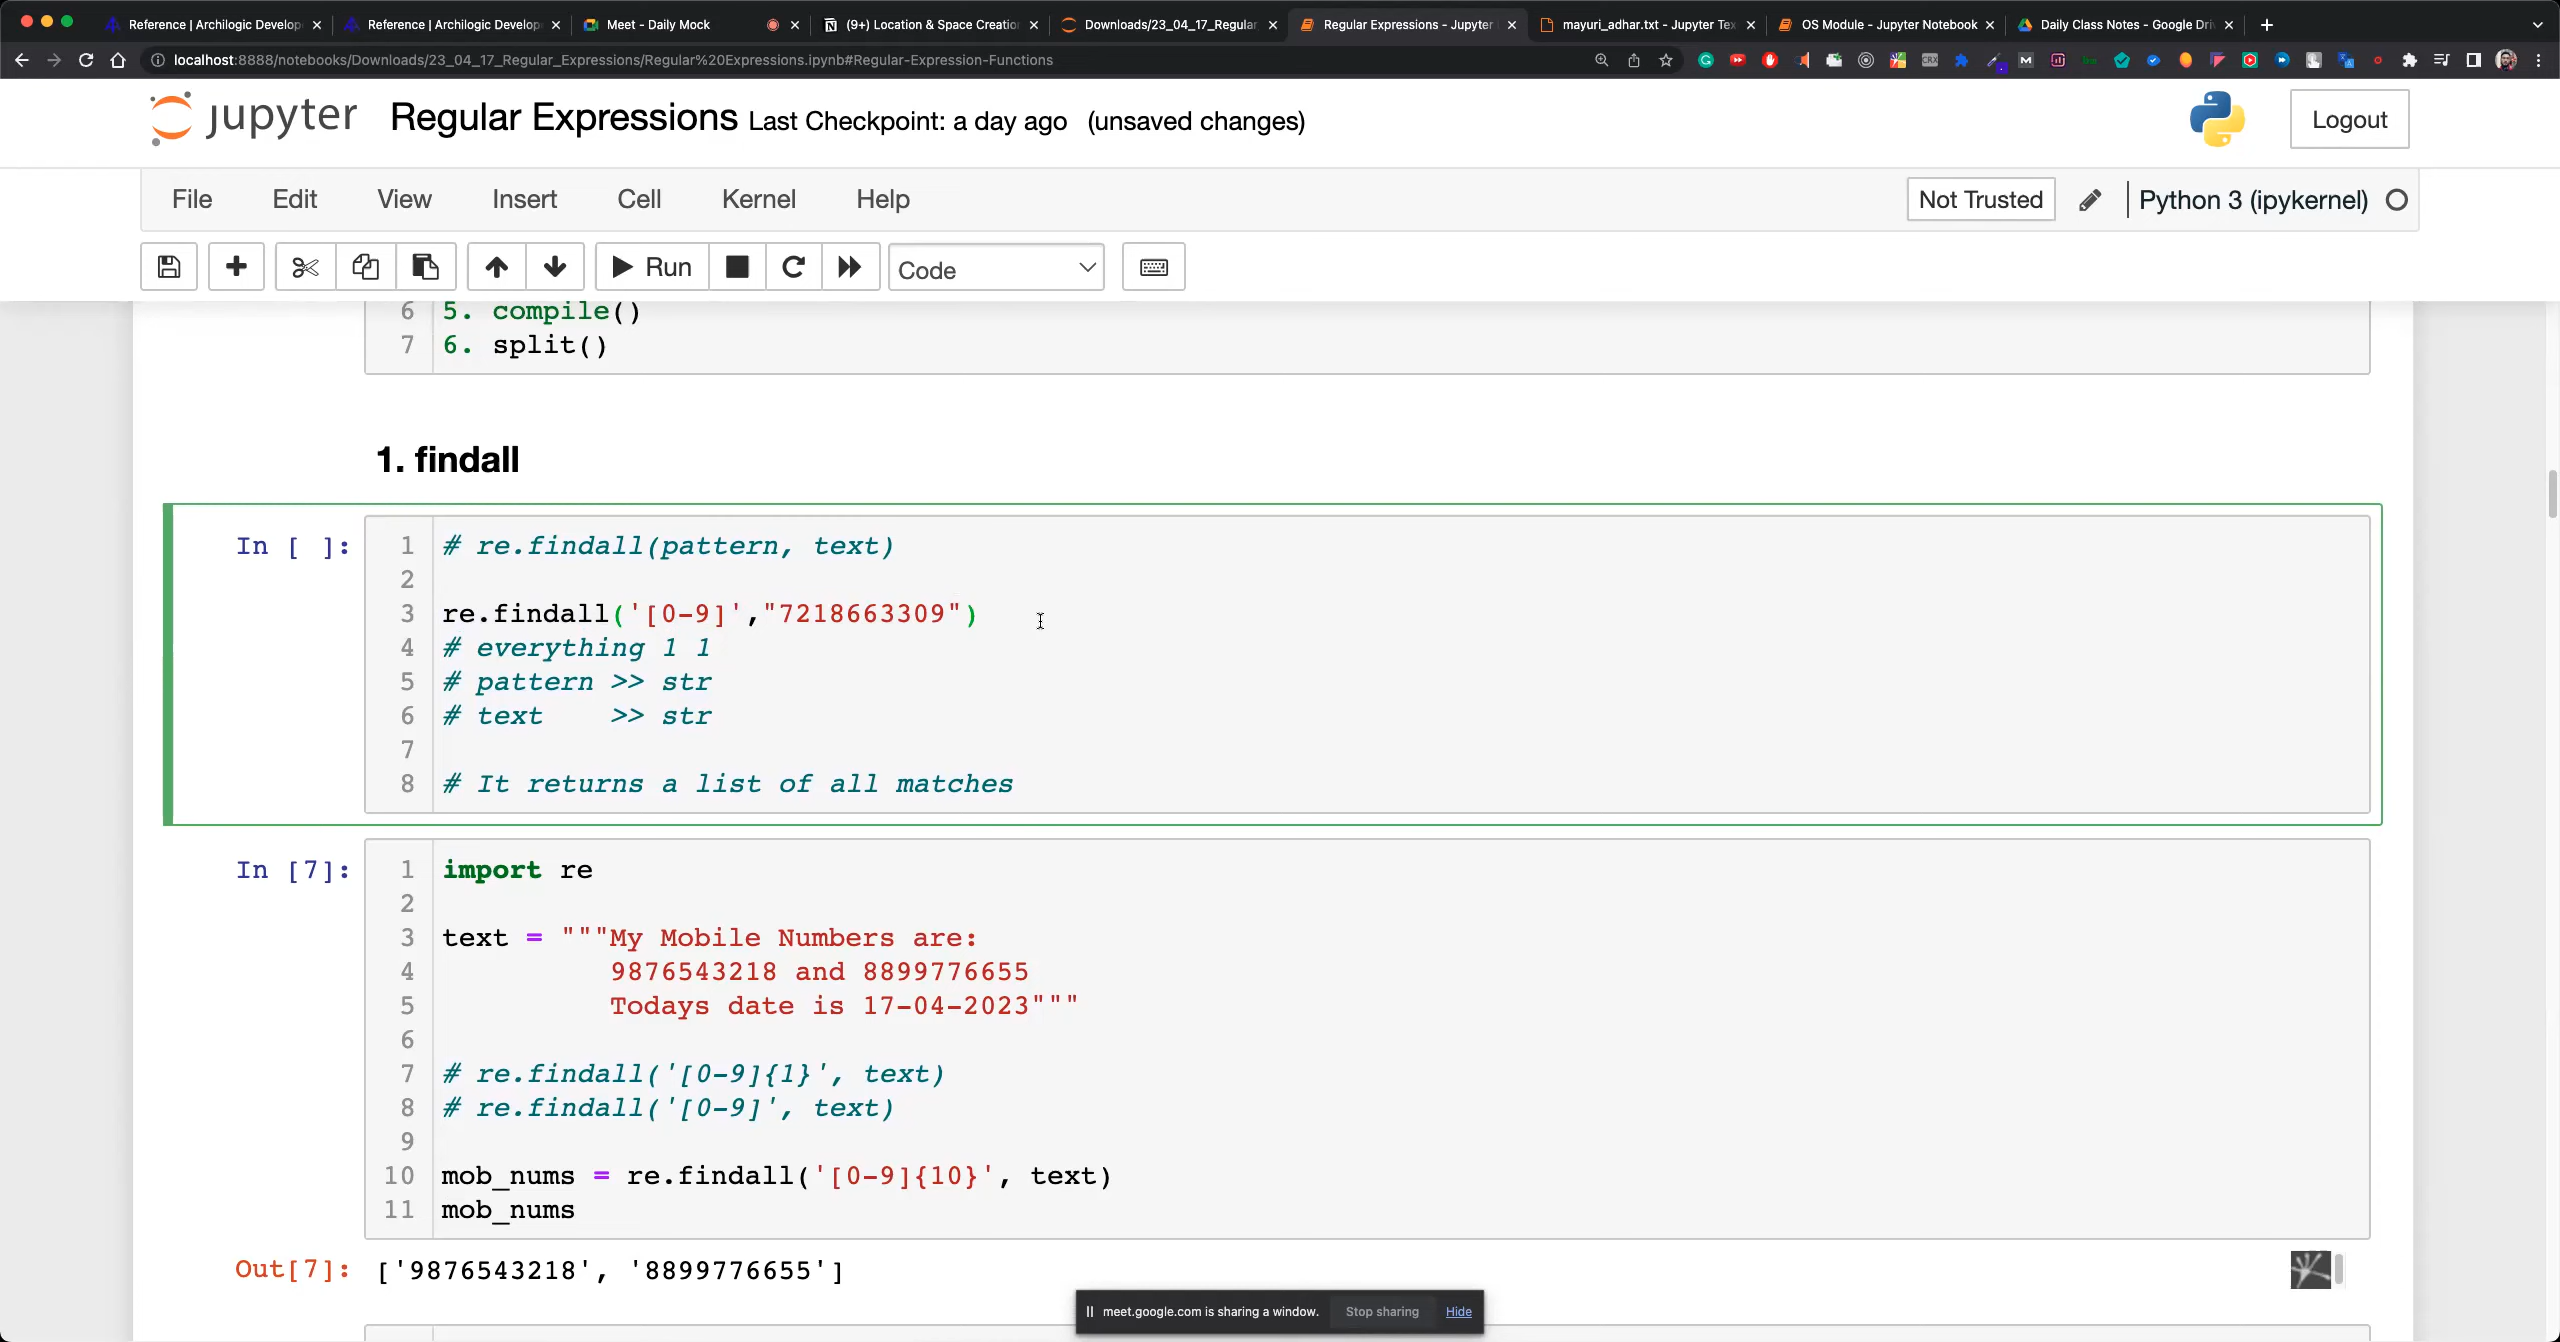 Reference | Archilogic Develop
Reference | Archilogic Develop
Meet - Daily Mock
(9+) Location & Space Creation
Downloads/23_04_17_Regular
Regular Expressions - Jupyter
mayuri_adhar.txt - Jupyter Tex
OS Module - Jupyter Notebook
Daily Class Notes - Google Dri
localhost:8888/notebooks/Downloads/23_04_17_Regular_Expressions/Regular%20Expressions.ipynb#Regular-Expression-Functions
jupyter Regular Expressions Last Checkpoint: a day ago (unsaved changes)
Logout
File Edit View Insert Cell Kernel Help
Not Trusted
Python 3 (ipykernel)
Run
Code
6 5. compile()
7 6. split()
1. findall
In [ ]:
1 # re.findall(pattern, text)
2
3 re.findall('[0-9]',"7218663309")
4 # everything 1 1
5 # pattern >> str
6 # text    >> str
7
8 # It returns a list of all matches
In [7]:
1 import re
2
3 text = """My Mobile Numbers are:
4           9876543218 and 8899776655
5           Todays date is 17-04-2023"""
6
7 # re.findall('[0-9]{1}', text)
8 # re.findall('[0-9]', text)
9
10 mob_nums = re.findall('[0-9]{10}', text)
11 mob_nums
Out[7]: ['9876543218', '8899776655']
meet.google.com is sharing a window.
Stop sharing
Hide